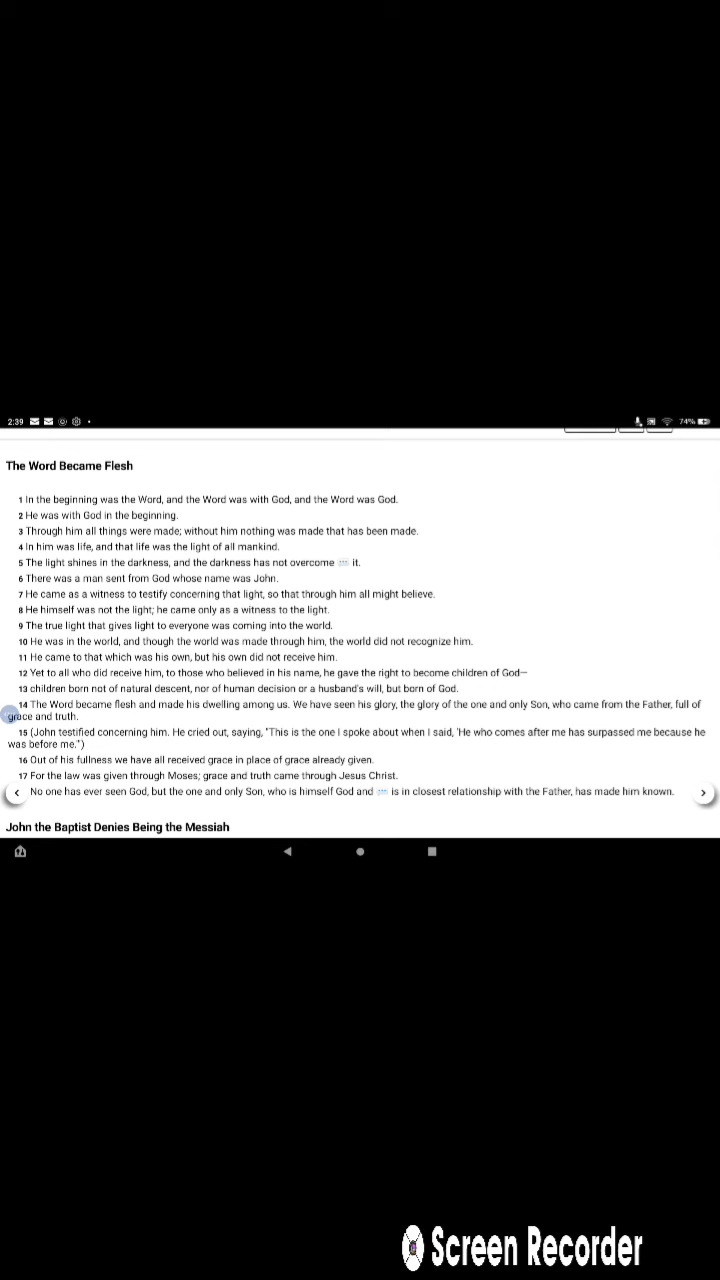 2:39 74%
The Word Became Flesh
1 In the beginning was the Word, and the Word was with God, and the Word was God.
2 He was with God in the beginning.
3 Through him all things were made; without him nothing was made that has been made.
4 In him was life, and that life was the light of all mankind.
5 The light shines in the darkness, and the darkness has not overcome it.
6 There was a man sent from God whose name was John.
7 He came as a witness to testify concerning that light, so that through him all might believe.
8 He himself was not the light; he came only as a witness to the light.
9 The true light that gives light to everyone was coming into the world.
10 He was in the world, and though the world was made through him, the world did not recognize him.
11 He came to that which was his own, but his own did not receive him.
12 Yet to all who did receive him, to those who believed in his name, he gave the right to become children of God—
13 children born not of natural descent, nor of human decision or a husband's will, but born of God.
14 The Word became flesh and made his dwelling among us. We have seen his glory, the glory of the one and only Son, who came from the Father, full of
grace and truth.
15 (John testified concerning him. He cried out, saying, "This is the one I spoke about when I said, 'He who comes after me has surpassed me because he
was before me.'")
16 Out of his fullness we have all received grace in place of grace already given.
17 For the law was given through Moses; grace and truth came through Jesus Christ.
No one has ever seen God, but the one and only Son, who is himself God and is in closest relationship with the Father, has made him known.
John the Baptist Denies Being the Messiah
Screen Recorder